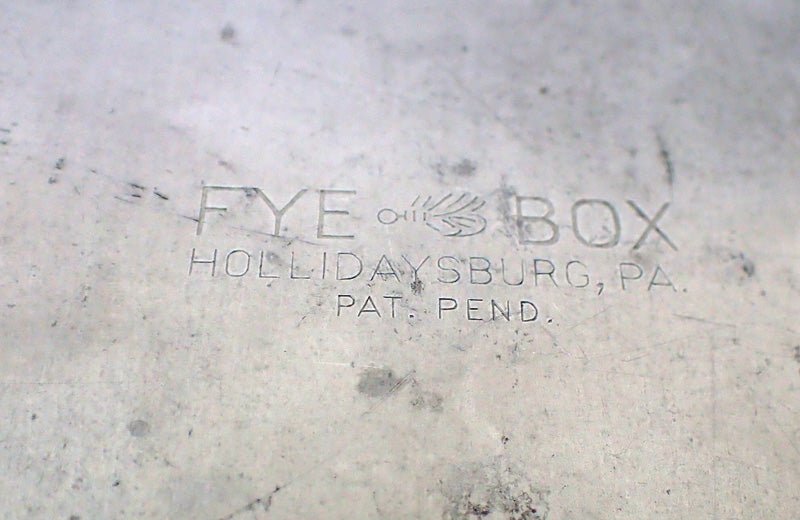 FYE BOX
HOLLIDAYSBURG, PA.
PAT. PEND.